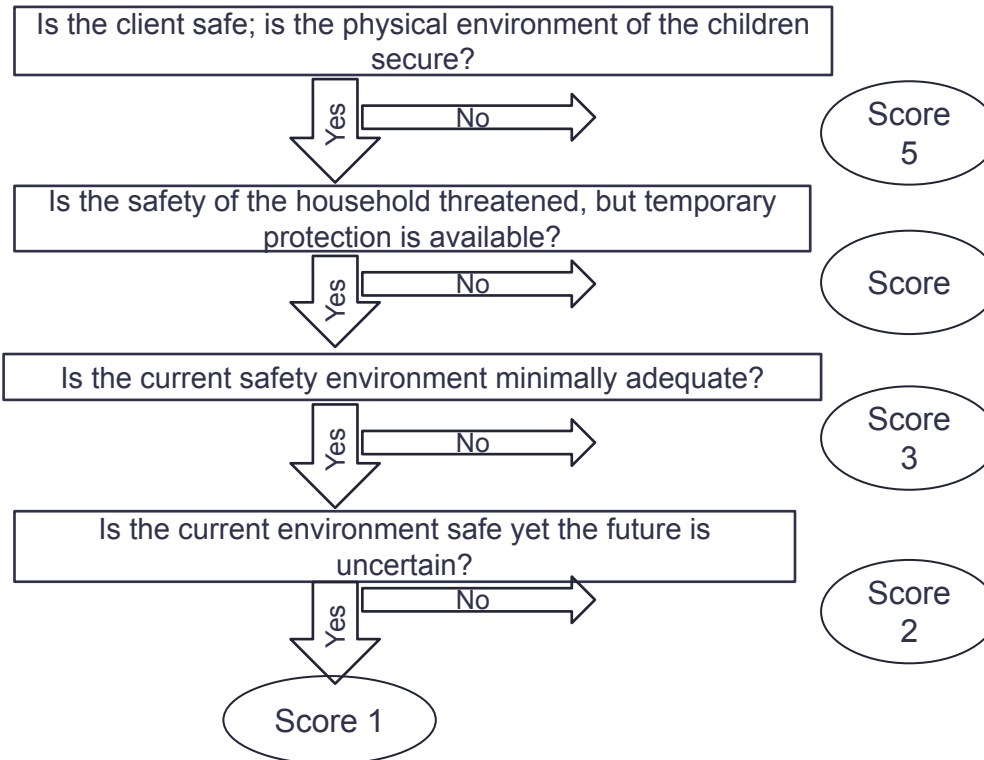 Is the client safe; is the physical environment of the children
secure?
Yes
No
Score
5
Is the safety of the household threatened, but temporary
protection is available?
Yes
No
Score
Is the current safety environment minimally adequate?
Yes
No
Score
3
Is the current environment safe yet the future is
uncertain?
Yes
No
Score
2
Score 1